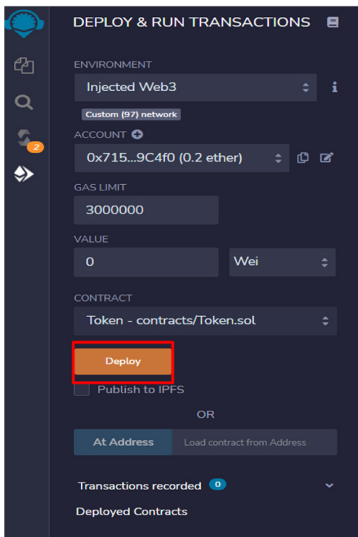 DEPLOY & RUN TRANSACTIONS
ENVIRONMENT
Injected Web3
i
Custom (97) network
ACCOUNT
2
0x715...9C4f0 (0.2 ether)
GAS LIMIT
3000000
VALUE
0
Wei
CONTRACT
Token - contracts/Token.sol
Deploy
Publish to IPFS
OR
At Address
Load contract from Address
Transactions recorded 0
Deployed Contracts